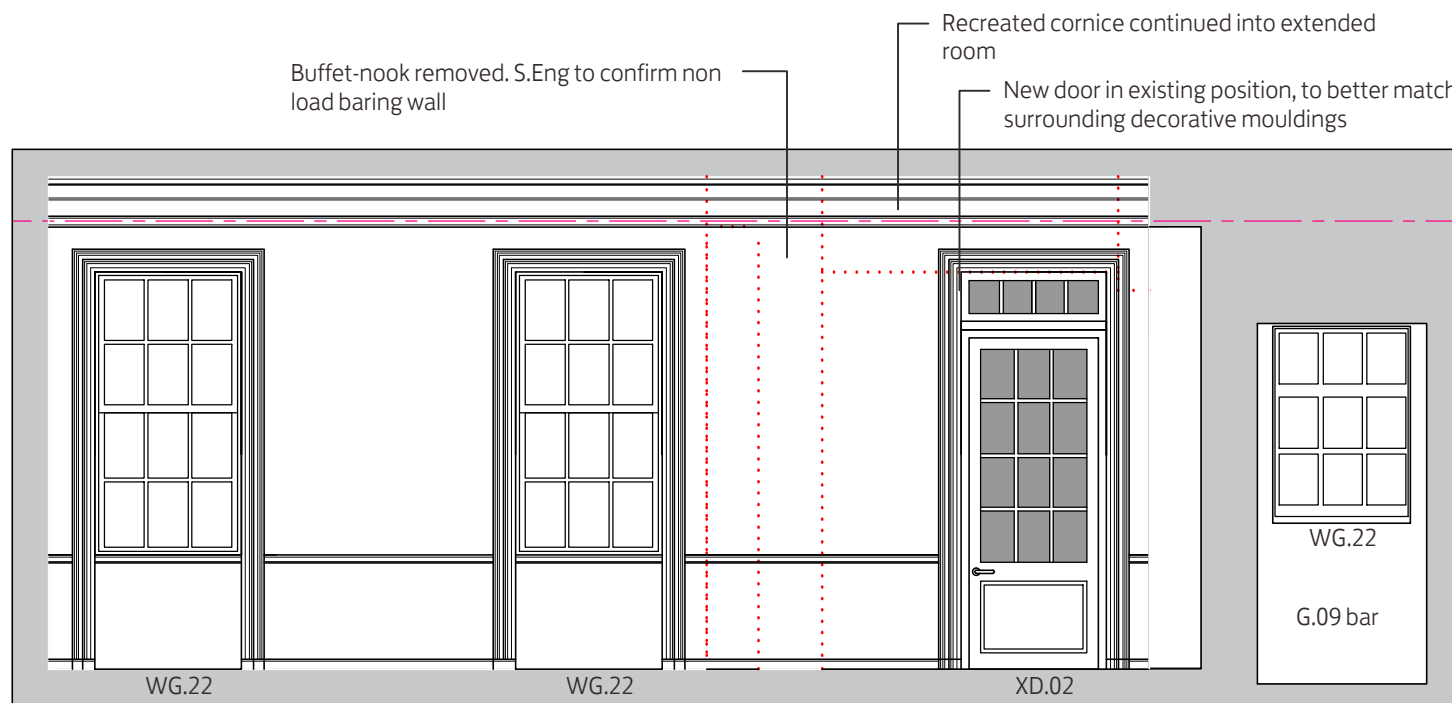 Recreated cornice continued into extended
room
Buffet-nook removed. S.Eng to confirm non
load baring wall
New door in existing position, to better match
surrounding decorative mouldings
WG.22
G.09 bar
WG.22
WG.22
XD.02